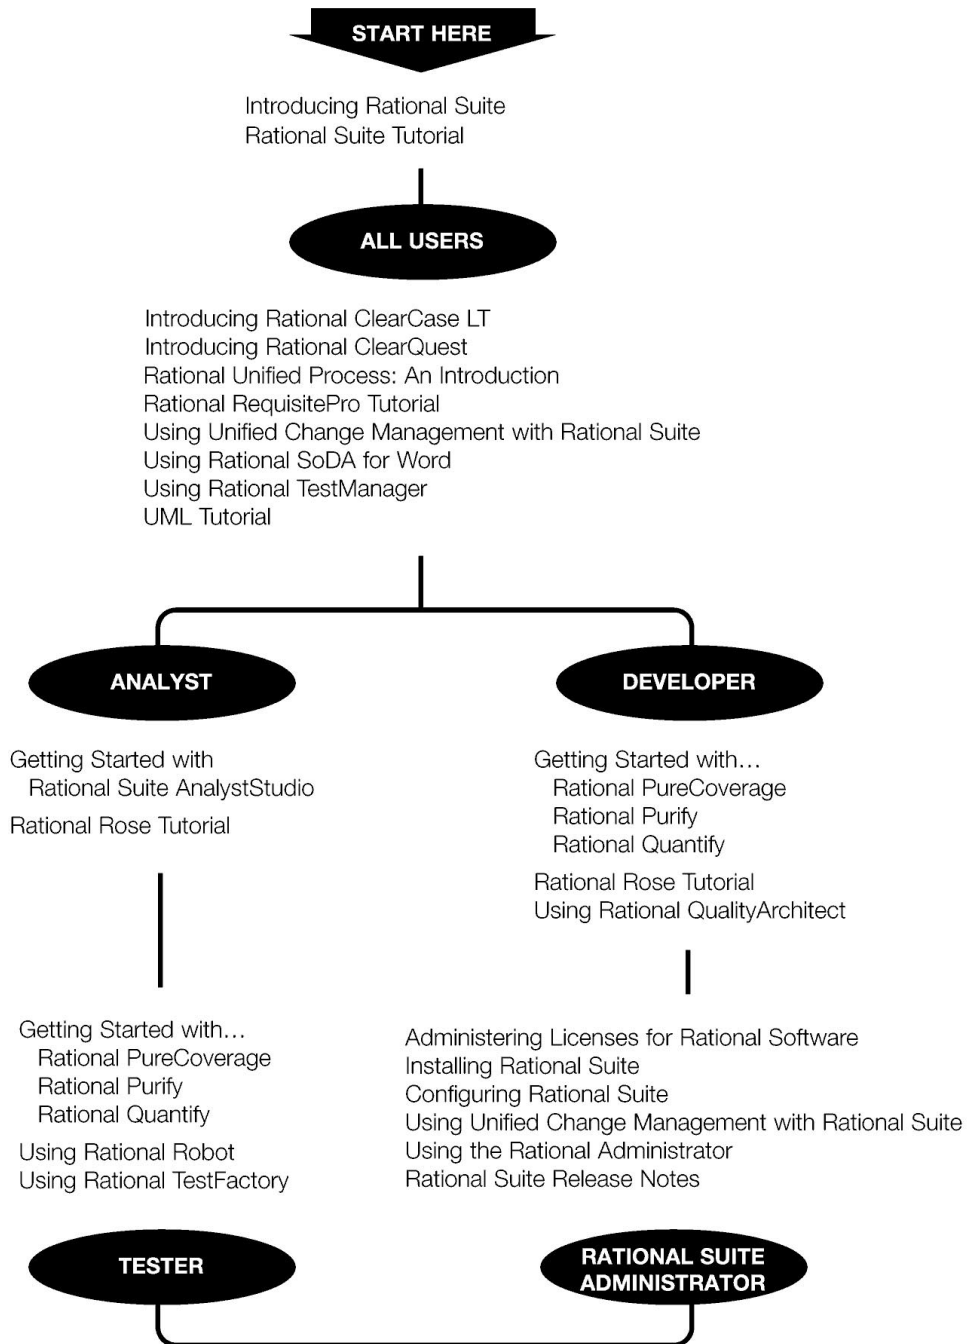 START HERE
Introducing Rational Suite
Rational Suite Tutorial
ALL USERS
Introducing Rational ClearCase LT
Introducing Rational ClearQuest
Rational Unified Process: An Introduction
Rational RequisitePro Tutorial
Using Unified Change Management with Rational Suite
Using Rational SoDA for Word
Using Rational TestManager
UML Tutorial
ANALYST
Getting Started with
Rational Suite AnalystStudio
Rational Rose Tutorial
DEVELOPER
Getting Started with…
Rational PureCoverage
Rational Purify
Rational Quantify
Rational Rose Tutorial
Using Rational QualityArchitect
Getting Started with…
Rational PureCoverage
Rational Purify
Rational Quantify
Using Rational Robot
Using Rational TestFactory
TESTER
Administering Licenses for Rational Software
Installing Rational Suite
Configuring Rational Suite
Using Unified Change Management with Rational Suite
Using the Rational Administrator
Rational Suite Release Notes
RATIONAL SUITE
ADMINISTRATOR